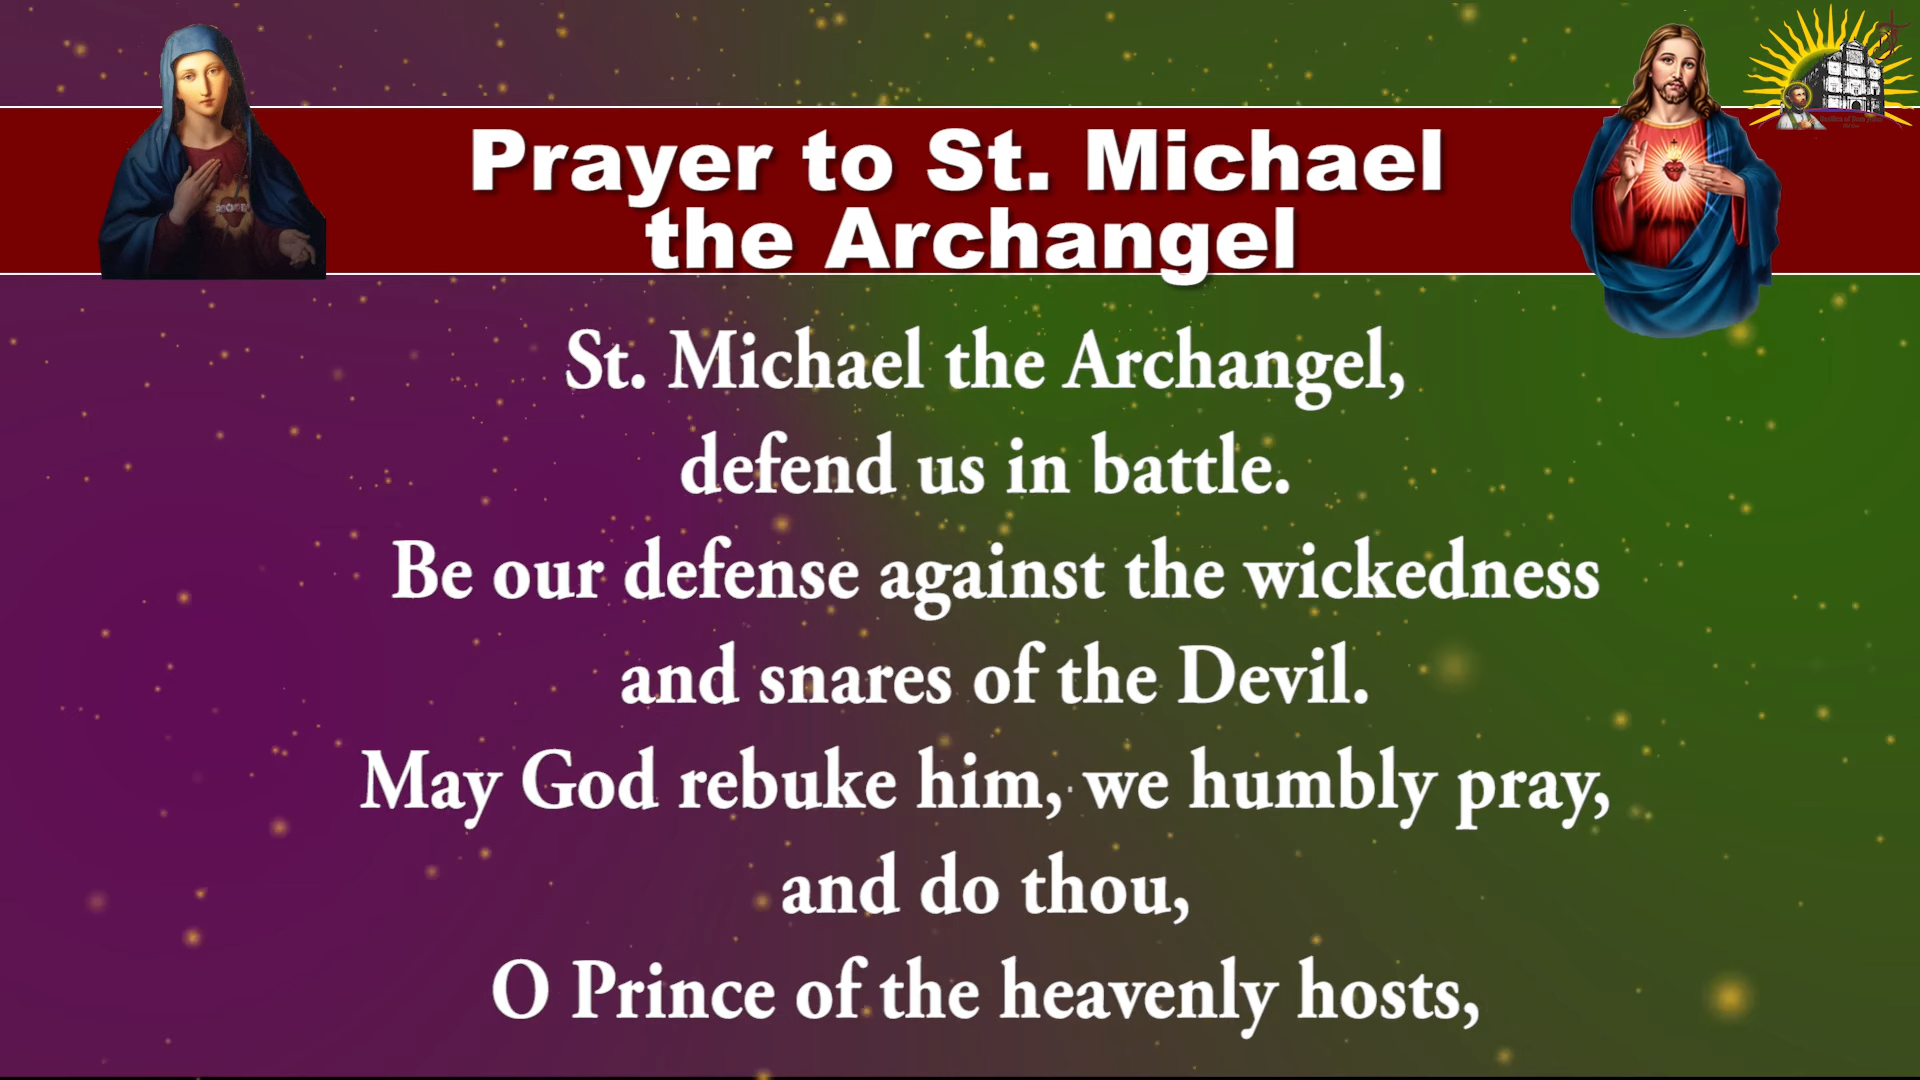 Prayer to St. Michael
the Archangel
St. Michael the Archangel,
defend us in battle.
Be our defense against the wickedness
and snares of the Devil.
May God rebuke him, we humbly pray,
and do thou,
O Prince of the heavenly hosts,